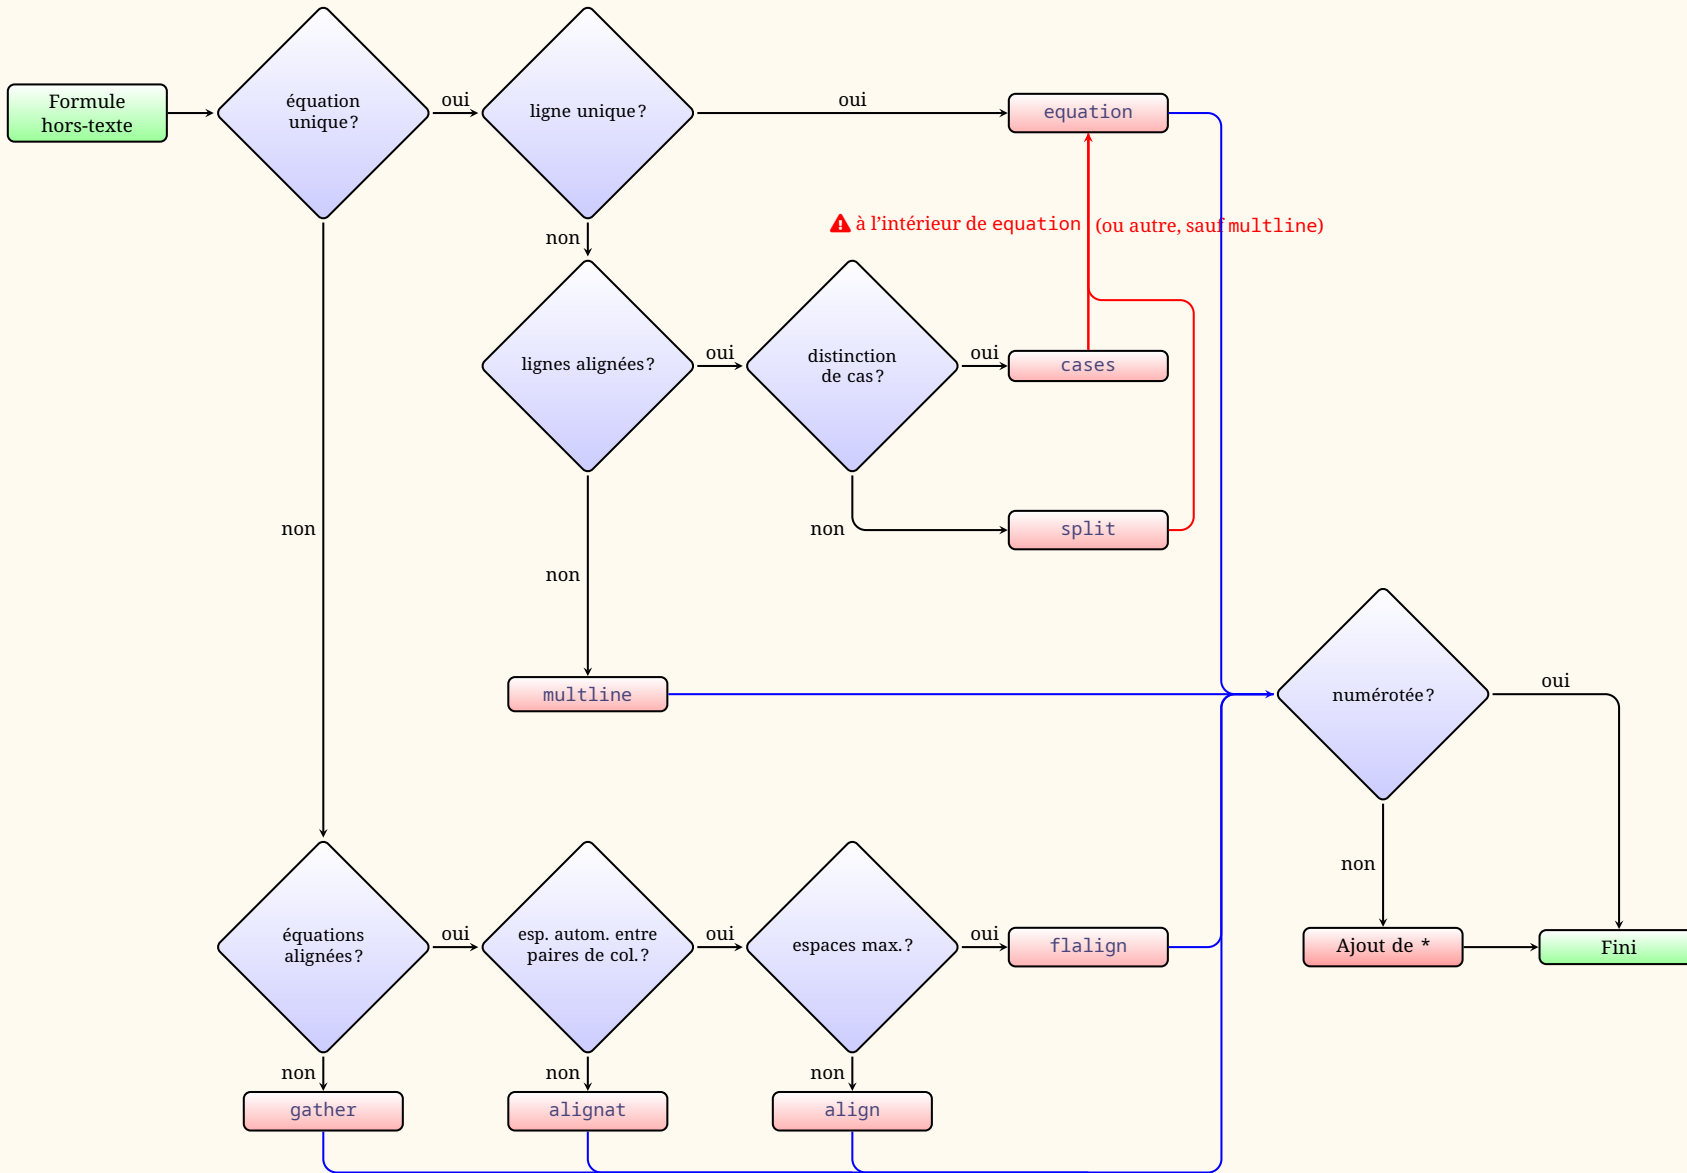 Formule
hors-texte
équation
unique ?
oui
ligne unique ?
oui
equation
non
à l’intérieur de equation
(ou autre, sauf multline)
lignes alignées ?
oui
distinction
de cas ?
oui
cases
non
non
split
non
multline
numérotée ?
oui
non
équations
alignées ?
oui
esp. autom. entre
paires de col. ?
oui
espaces max. ?
oui
flalign
Ajout de *
Fini
non
non
non
gather
alignat
align